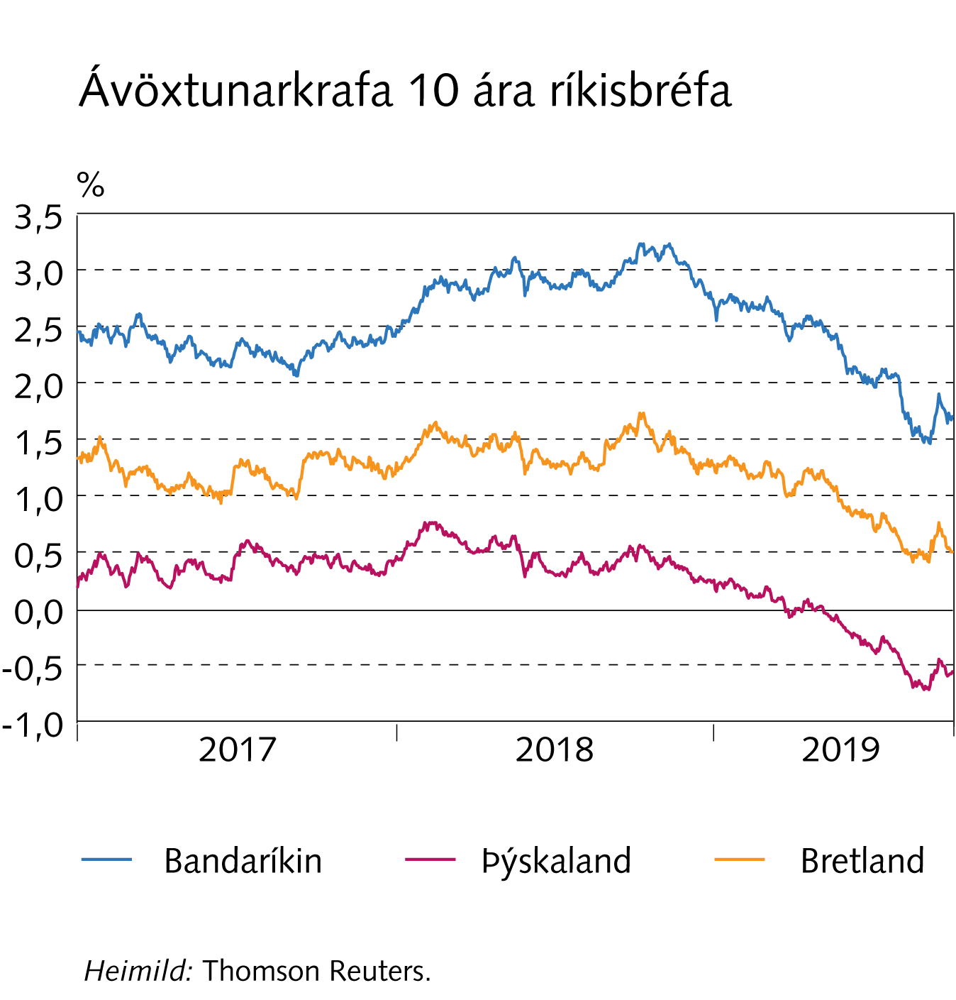 Ávöxtunarkrafa 10 ára ríkisbréfa
%
3,5
3,0
2,5
2,0
1,5
1,0
0,5
0,0
-0,5
-1,0
2017 2018 2019
Bandaríkin Þýskaland Bretland
Heimild: Thomson Reuters.